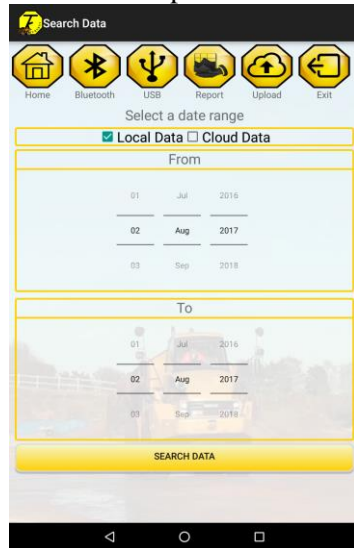 Search Data
Home Bluetooth USB Report Upload Exit
Select a date range
Local Data Cloud Data
From
01 Jul 2016
02 Aug 2017
03 Sep 2018
To
01 Jul 2016
02 Aug 2017
03 Sep 2018
SEARCH DATA